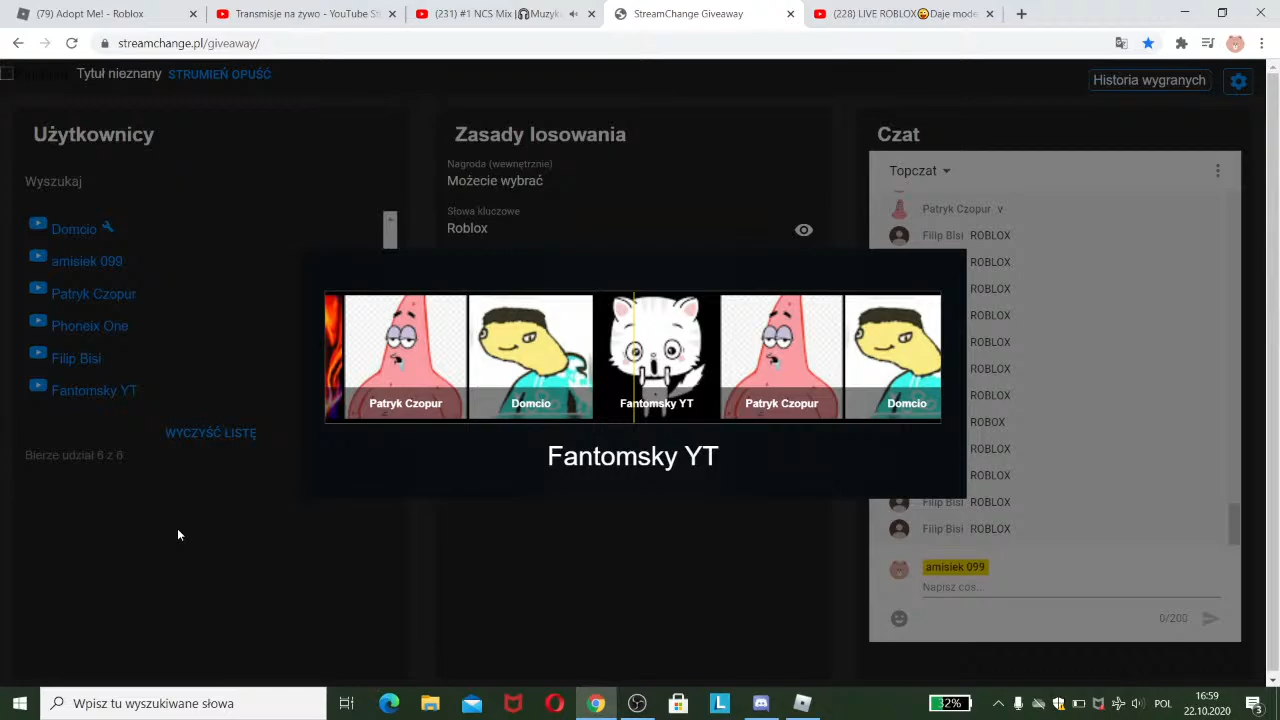 (79) Adopt Me! - Roblox
Transmisje na żywo - YouTube St
(231) #1 NCS Mix | Muzyk
StreamChange Giveaway
(228) LIVE ROBLOX Daje mode
streamchange.pl/giveaway/
Tytuł nieznany STRUMIEŃ OPUŚĆ
Historia wygranych
Użytkownicy
Wyszukaj
Domcio
amisiek 099
Patryk Czopur
Phoneix One
Filip Bisi
Fantomsky YT
WYCZYŚĆ LISTĘ
Bierze udział 6 z 6
Zasady losowania
Nagroda (wewnętrznie)
Możecie wybrać
Słowa kluczowe
Roblox
Patryk Czopur
Domcio
Fantomsky YT
Patryk Czopur
Domcio
Fantomsky YT
Czat
Topczat
Patryk Czopur v
Filip Bisi ROBLOX
ROBLOX
ROBLOX
ROBLOX
ROBLOX
ROBLOX
ROBLOX
ROBOX
ROBLOX
ROBLOX
Filip Bisi ROBLOX
Filip Bisi ROBLOX
amisiek 099
Napisz coś...
0/200
Wpisz tu wyszukiwane słowa
32%
POL
16:59
22.10.2020
3